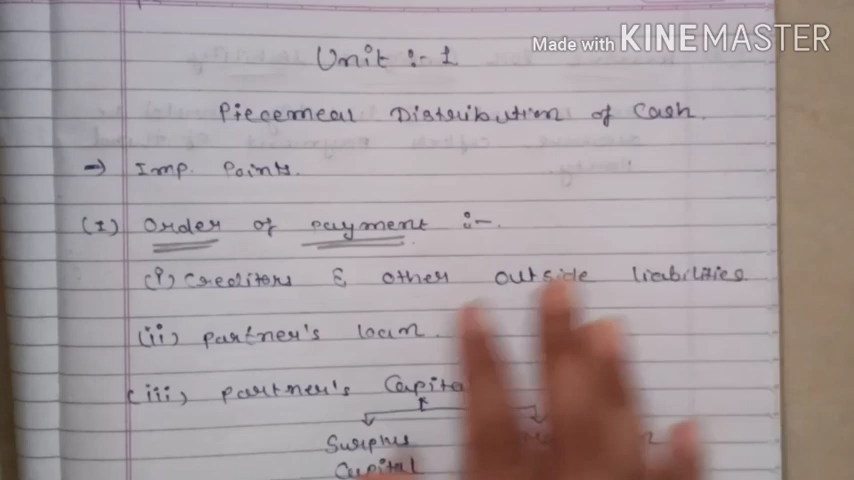 Made with KINEMASTER
Unit :- 1
Piecemeal Distribution of Cash.
→ Imp. Points.
(1) Order of payment :-
(i) Creditors & other outside liabilities
(ii) partner's loan.
(iii) partner's
Surplus
Capital